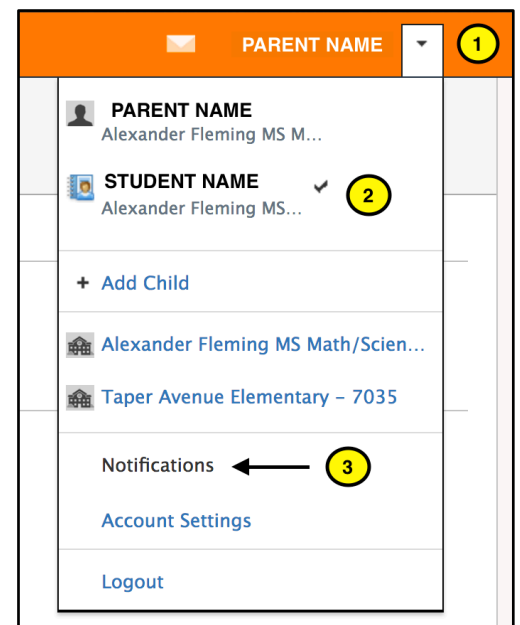 PARENT NAME 1
PARENT NAME
Alexander Fleming MS M...
STUDENT NAME
2
Alexander Fleming MS...
+ Add Child
Alexander Fleming MS Math/Scien...
Taper Avenue Elementary – 7035
Notifications 3
Account Settings
Logout